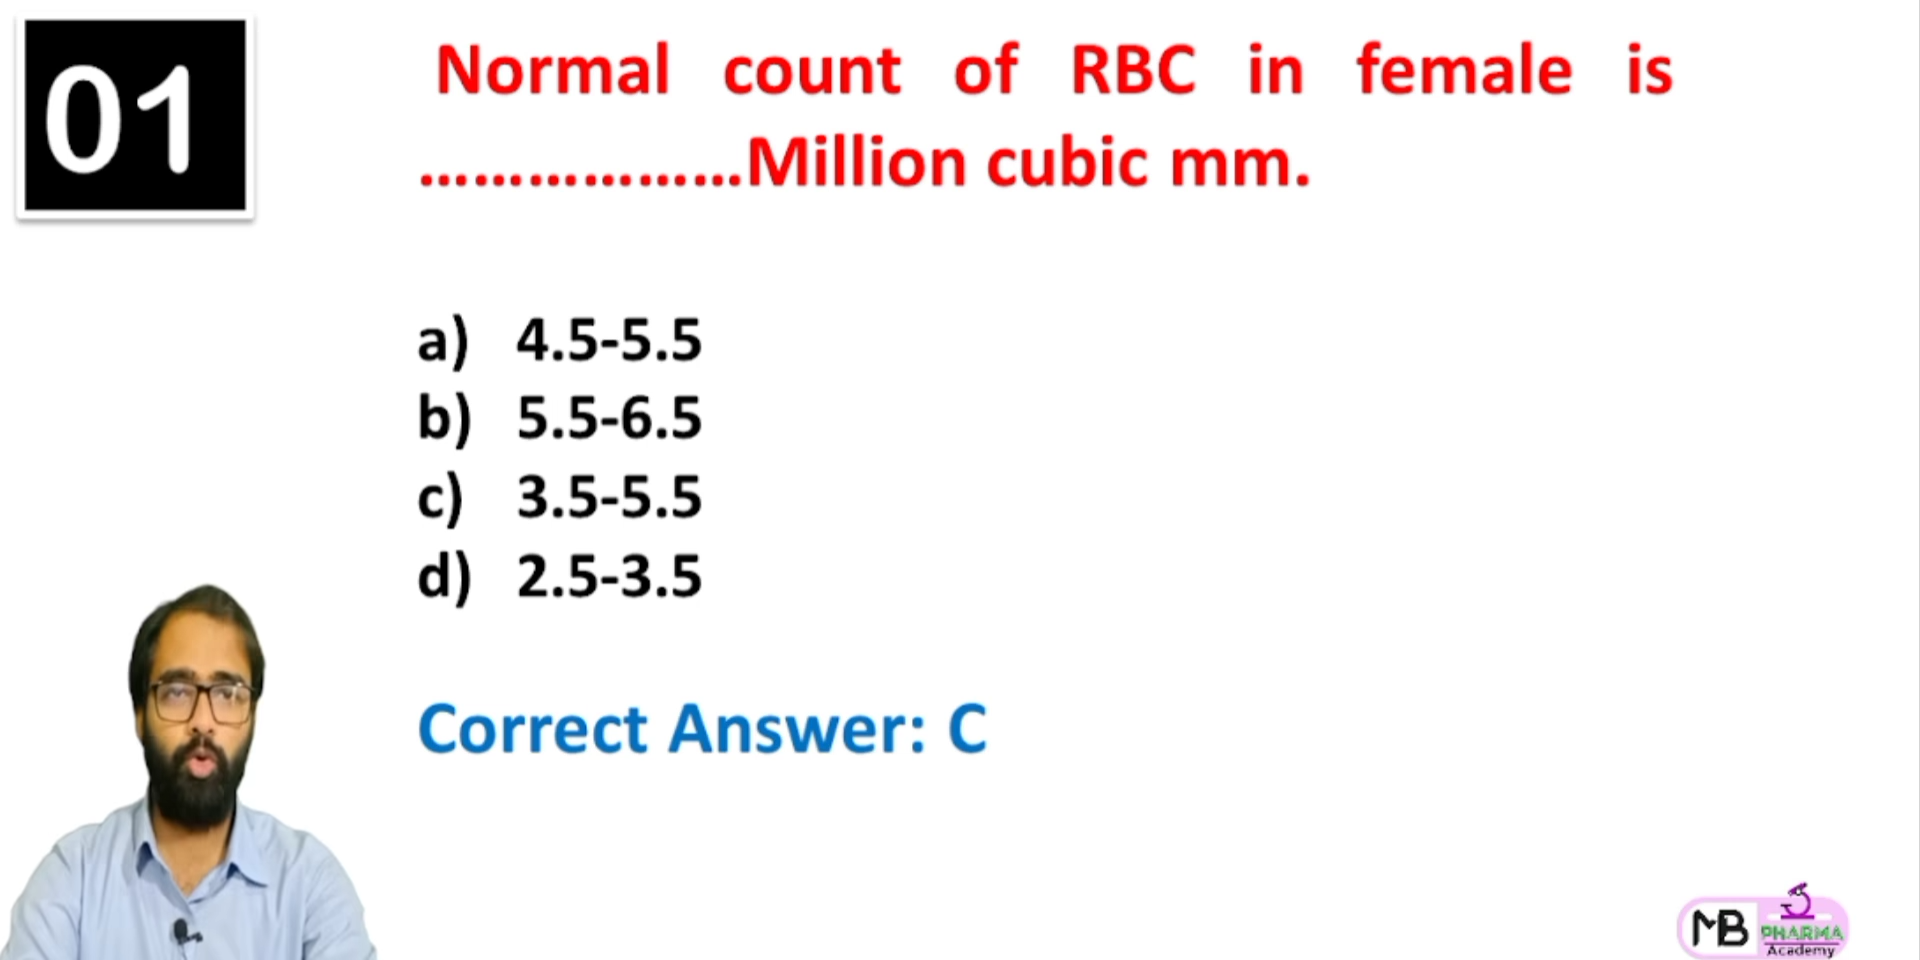 01
Normal count of RBC in female is
..................Million cubic mm.
a) 4.5-5.5
b) 5.5-6.5
c) 3.5-5.5
d) 2.5-3.5
Correct Answer: C
MB PHARMA
Academy